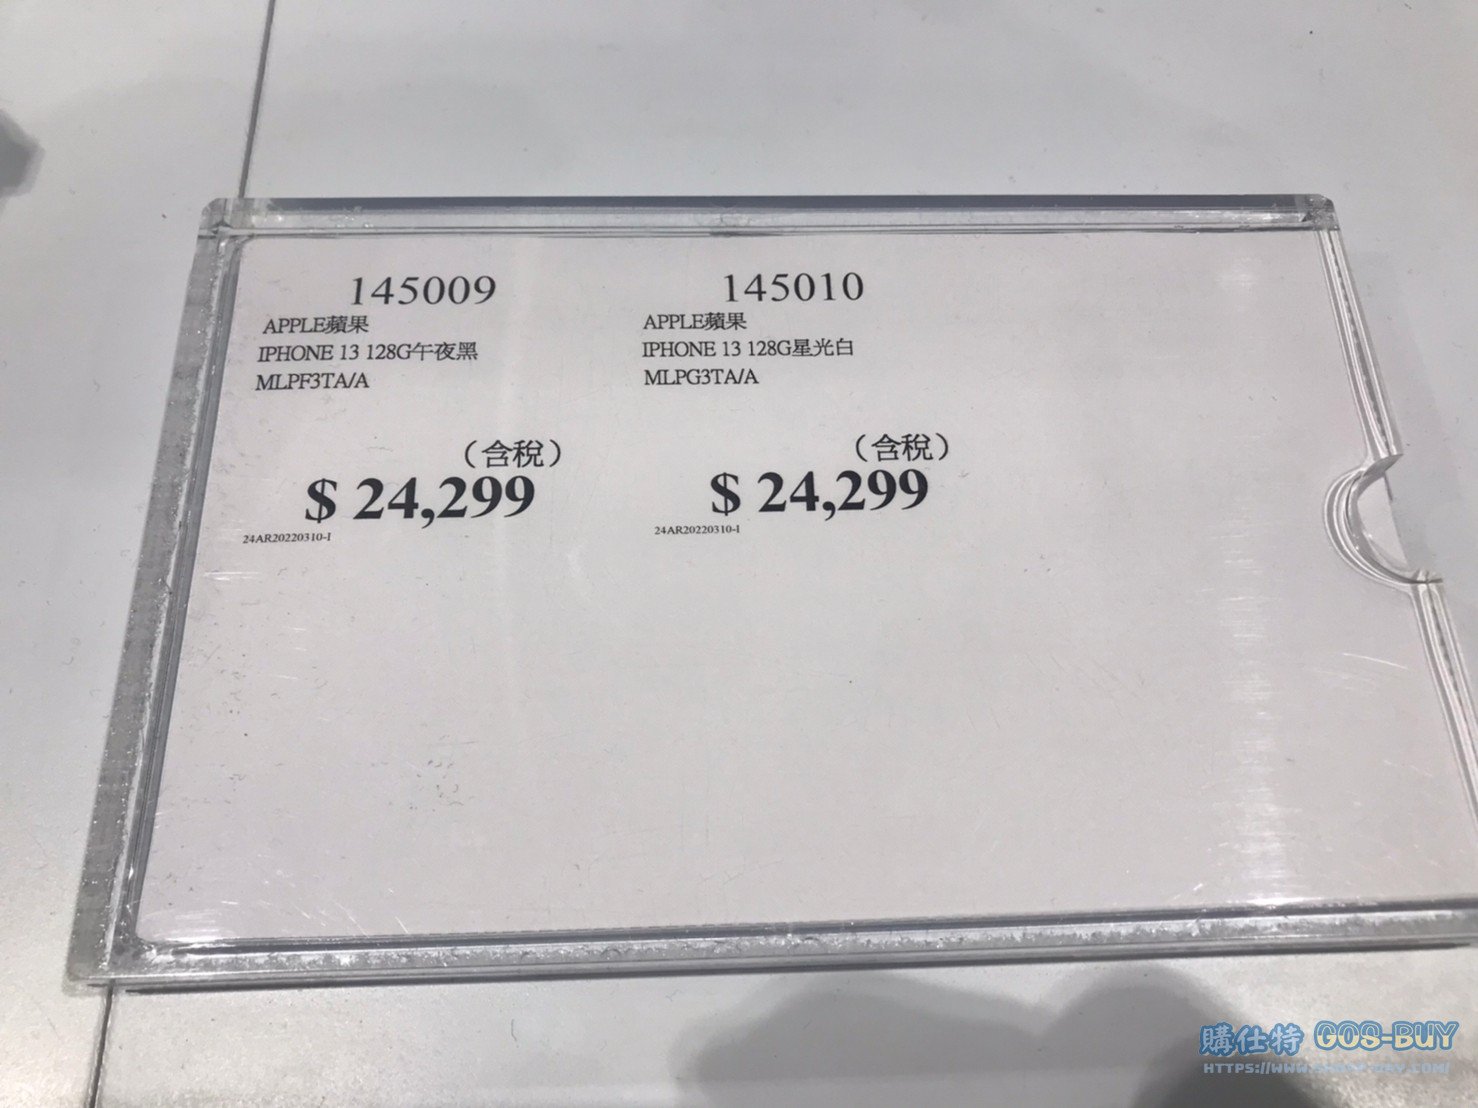 145009
APPLE蘋果
IPHONE 13 128G午夜黑
MLPF3TA/A
（含稅）
$ 24,299
24AR20220310-I
145010
APPLE蘋果
IPHONE 13 128G星光白
MLPG3TA/A
（含稅）
$ 24,299
24AR20220310-I
購仕特 GOS-BUY